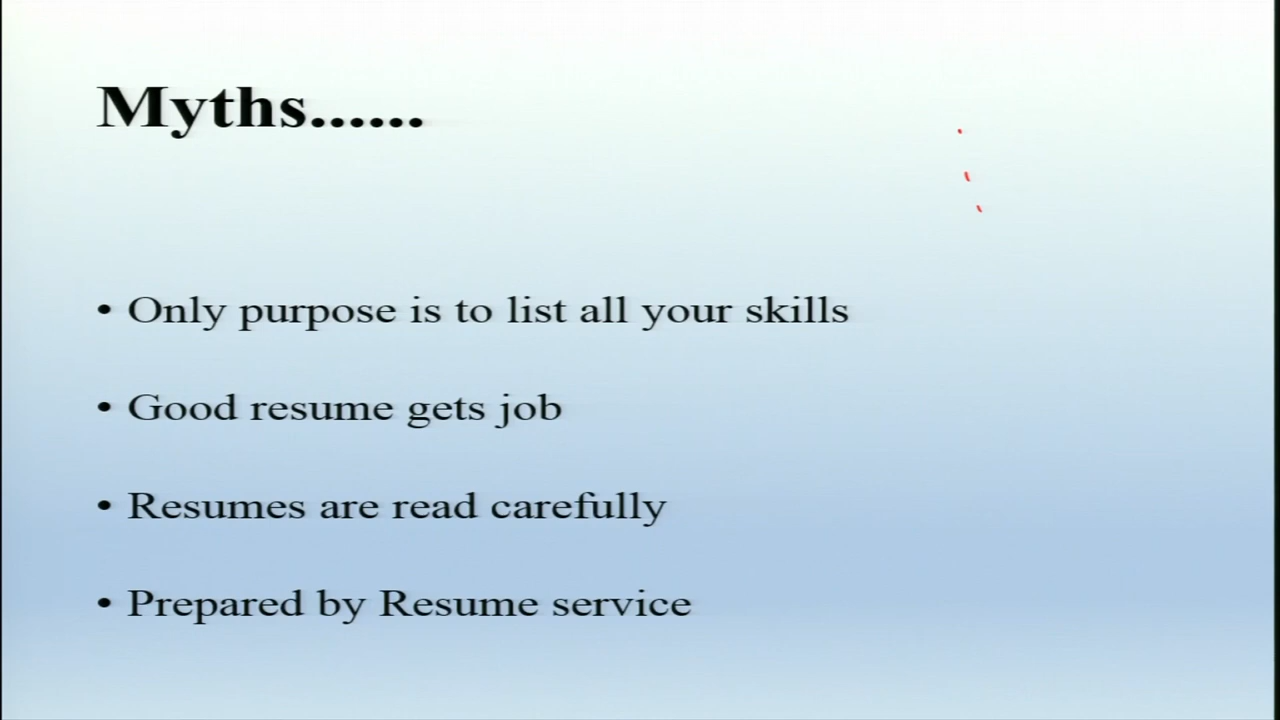 Myths......
• Only purpose is to list all your skills
• Good resume gets job
• Resumes are read carefully
• Prepared by Resume service